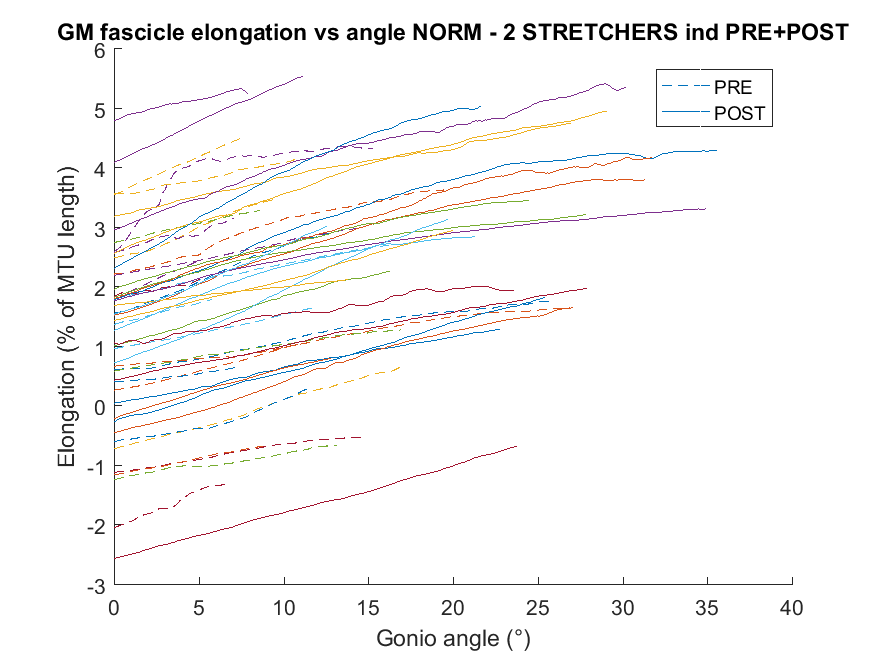 GM fascicle elongation vs angle NORM - 2 STRETCHERS ind PRE+POST
6
5
4
3
2
1
0
-1
-2
-3
Elongation (% of MTU length)
PRE
POST
0 5 10 15 20 25 30 35 40
Gonio angle (°)